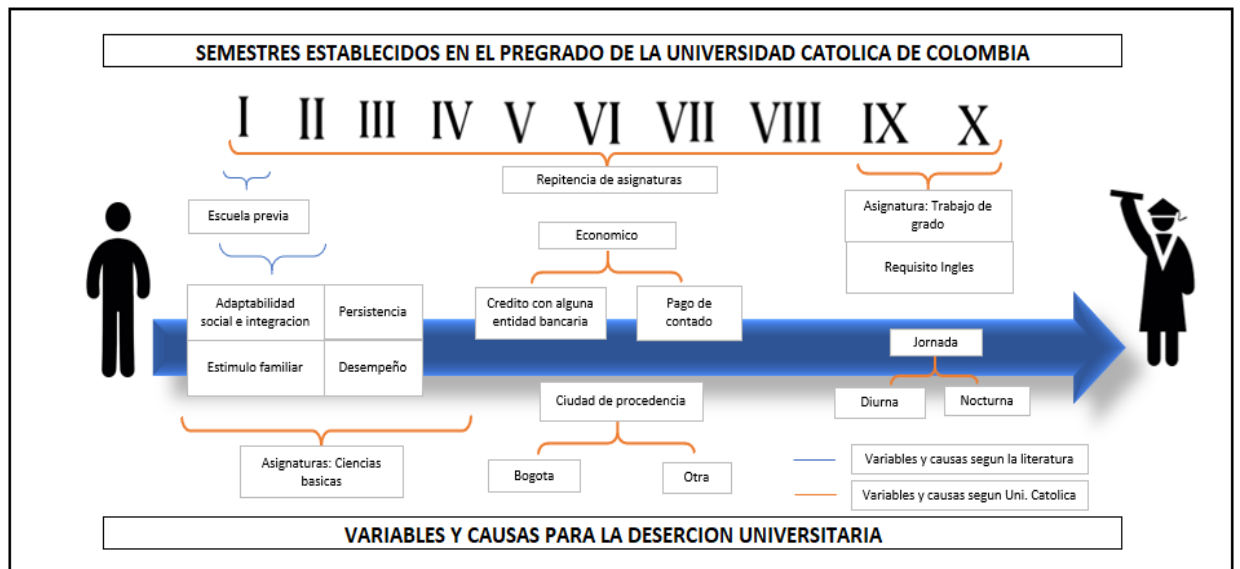 SEMESTRES ESTABLECIDOS EN EL PREGRADO DE LA UNIVERSIDAD CATOLICA DE COLOMBIA
I II III IV V VI VII VIII IX X
Repitencia de asignaturas
Escuela previa
Asignatura: Trabajo de
grado
Requisito Ingles
Economico
Credito con alguna
entidad bancaria
Pago de
contado
Adaptabilidad
social e integracion
Persistencia
Estimulo familiar
Desempeño
Jornada
Diurna
Nocturna
Ciudad de procedencia
Bogota
Otra
Asignaturas: Ciencias
basicas
Variables y causas segun la literatura
Variables y causas segun Uni. Catolica
VARIABLES Y CAUSAS PARA LA DESERCION UNIVERSITARIA